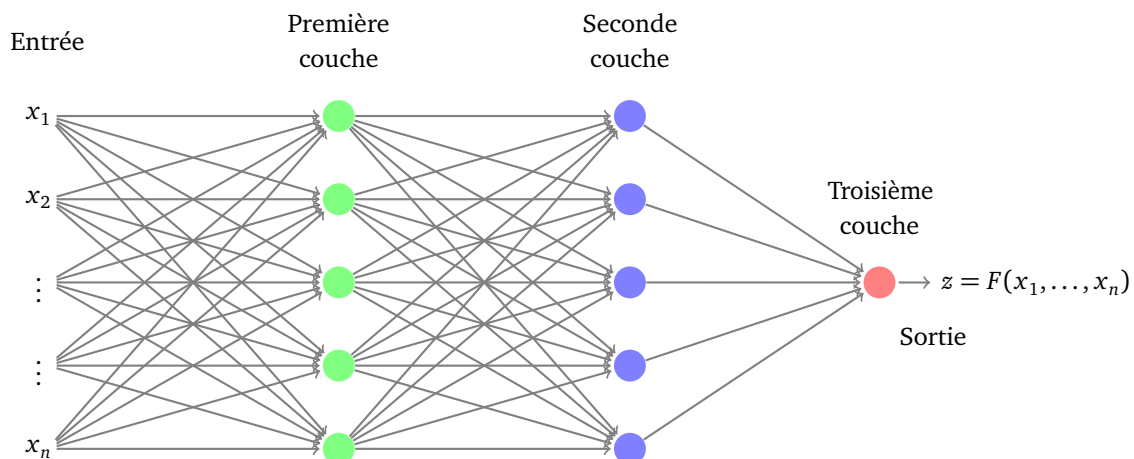 Entrée
Première
couche
Seconde
couche
Troisième
couche
x₁
x₂
⋮
⋮
xₙ
z = F(x₁,...,xₙ)
Sortie